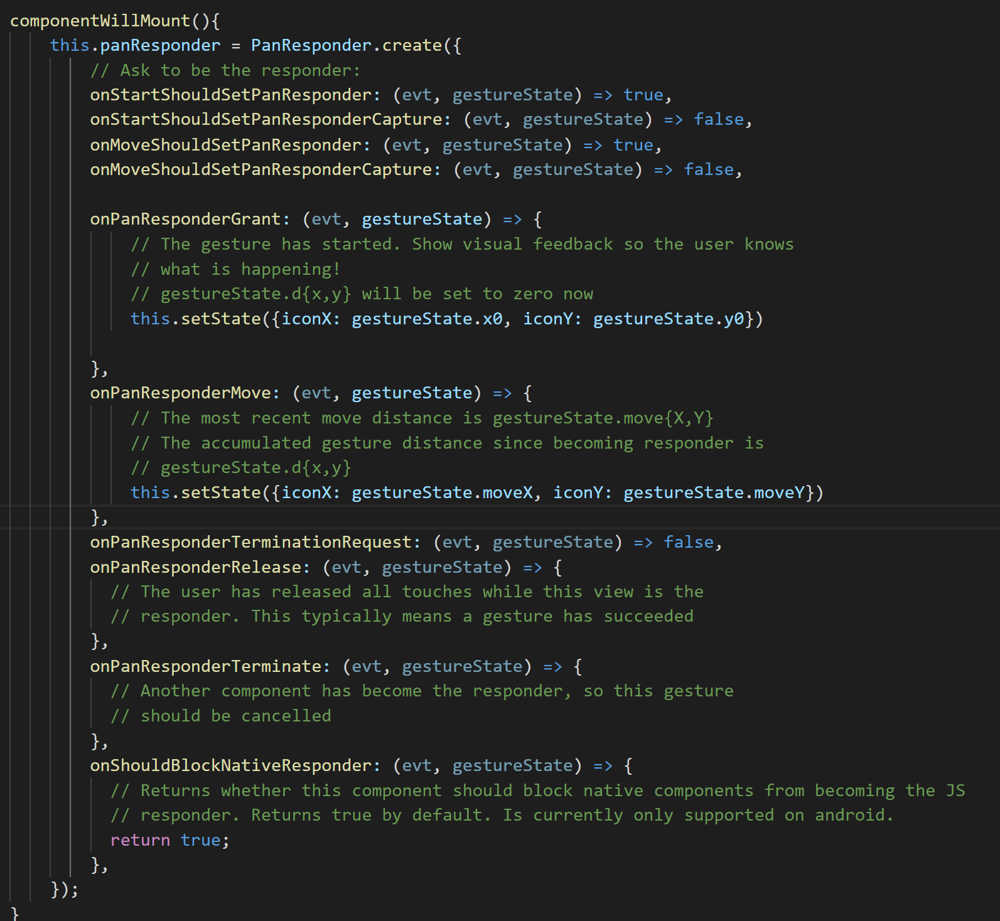 componentWillMount(){
this.panResponder = PanResponder.create({
// Ask to be the responder:
onStartShouldSetPanResponder: (evt, gestureState) => true,
onStartShouldSetPanResponderCapture: (evt, gestureState) => false,
onMoveShouldSetPanResponder: (evt, gestureState) => true,
onMoveShouldSetPanResponderCapture: (evt, gestureState) => false,
onPanResponderGrant: (evt, gestureState) => {
// The gesture has started. Show visual feedback so the user knows
// what is happening!
// gestureState.d{x,y} will be set to zero now
this.setState({iconX: gestureState.x0, iconY: gestureState.y0})
},
onPanResponderMove: (evt, gestureState) => {
// The most recent move distance is gestureState.move{X,Y}
// The accumulated gesture distance since becoming responder is
// gestureState.d{x,y}
this.setState({iconX: gestureState.moveX, iconY: gestureState.moveY})
},
onPanResponderTerminationRequest: (evt, gestureState) => false,
onPanResponderRelease: (evt, gestureState) => {
// The user has released all touches while this view is the
// responder. This typically means a gesture has succeeded
},
onPanResponderTerminate: (evt, gestureState) => {
// Another component has become the responder, so this gesture
// should be cancelled
},
onShouldBlockNativeResponder: (evt, gestureState) => {
// Returns whether this component should block native components from becoming the JS
// responder. Returns true by default. Is currently only supported on android.
return true;
},
});
}